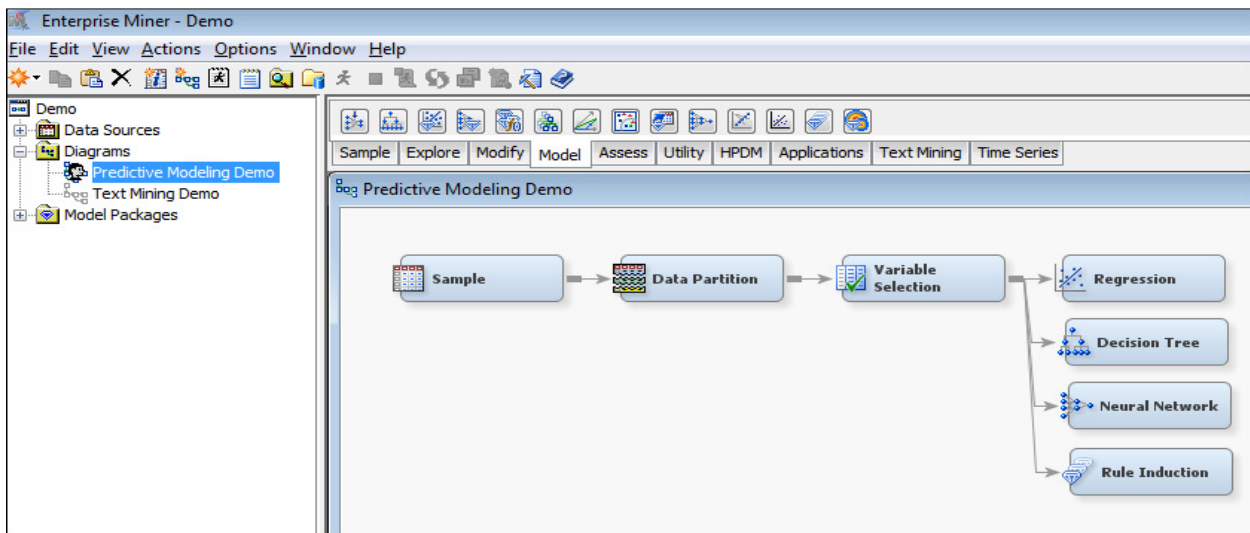 Enterprise Miner - Demo
File Edit View Actions Options Window Help
Demo
Data Sources
Diagrams
Predictive Modeling Demo
Text Mining Demo
Model Packages
Sample Explore Modify Model Assess Utility HPDM Applications Text Mining Time Series
Predictive Modeling Demo
Sample
Data Partition
Variable
Selection
Regression
Decision Tree
Neural Network
Rule Induction